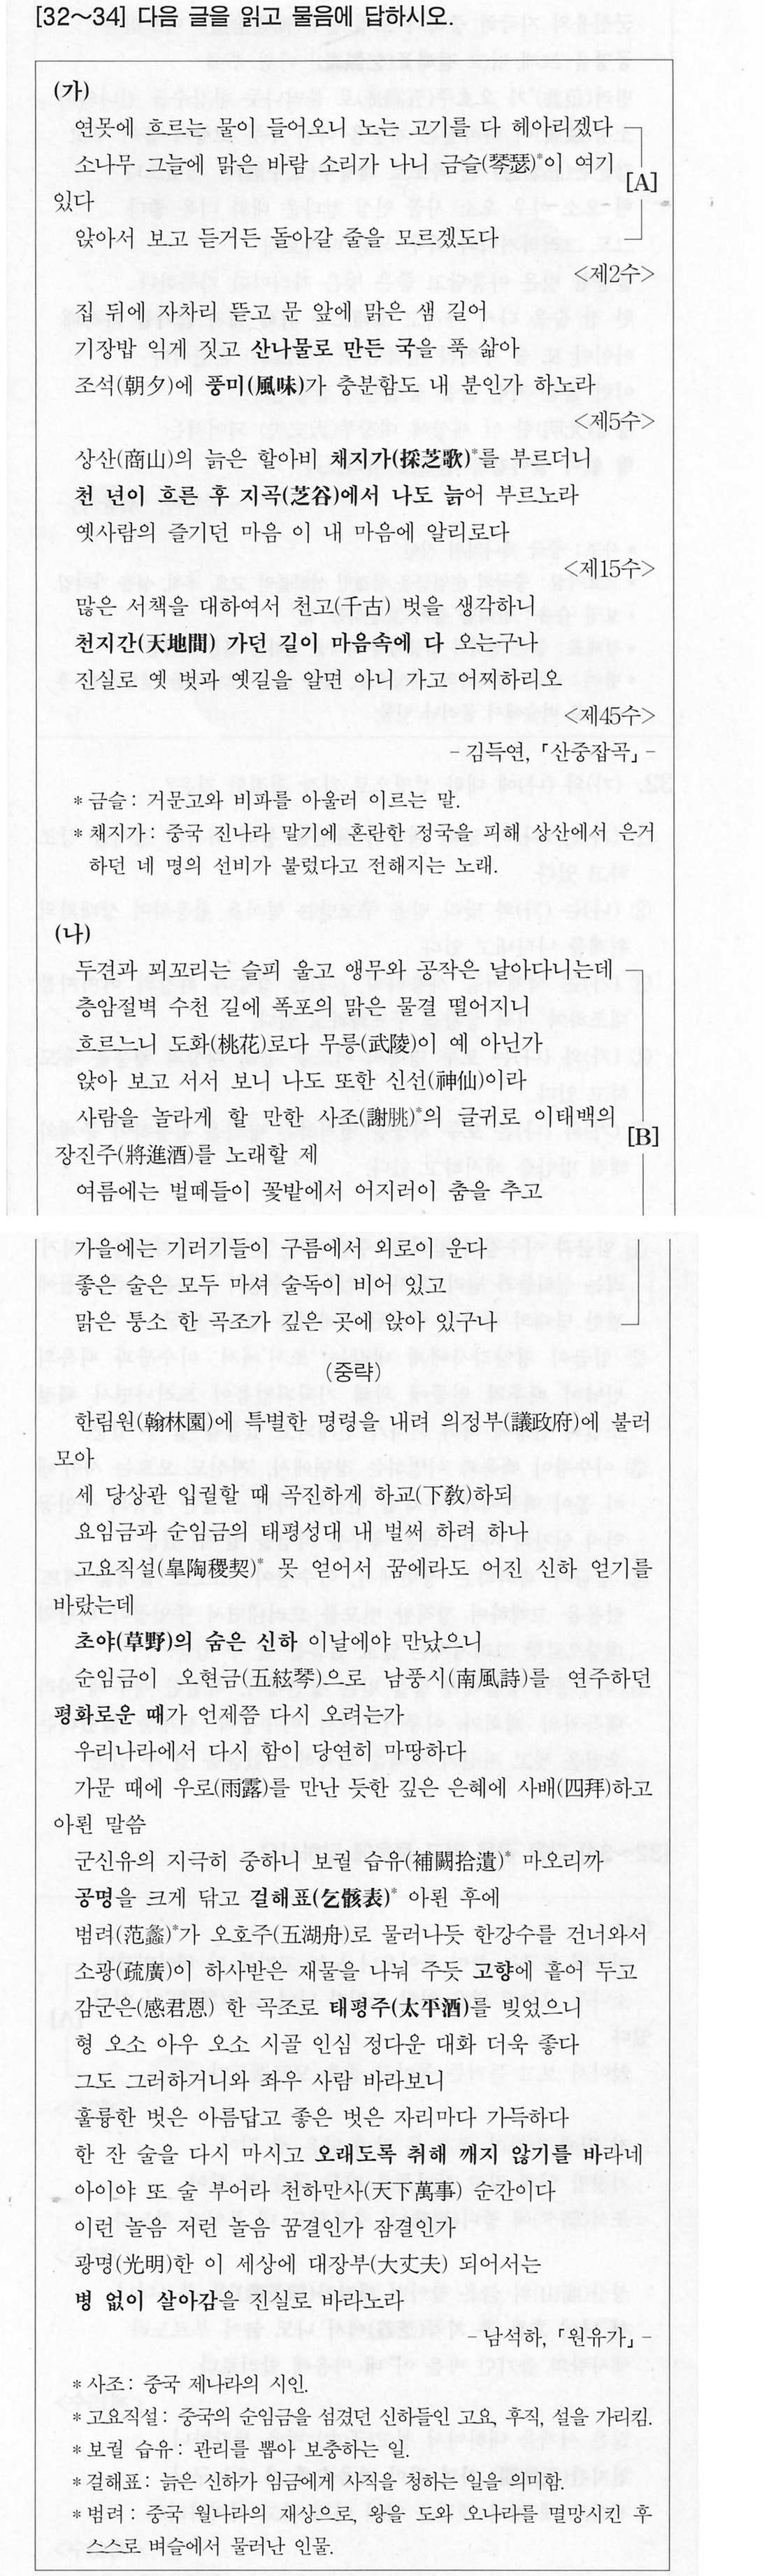 [32~34] 다음 글을 읽고 물음에 답하시오.
(가)
연못에 흐르는 물이 들어오니 노는 고기를 다 헤아리겠다
소나무 그늘에 맑은 바람 소리가 나니 금슬(琴瑟)*이 여기
[A]
있다
앉아서 보고 듣거든 돌아갈 줄을 모르겠도다
<제2수>
집 뒤에 자차리 뜯고 문 앞에 맑은 샘 길어
기장밥 익게 짓고 산나물로 만든 국을 푹 삶아
조석(朝夕)에 풍미(風味)가 충분함도 내 분인가 하노라
<제5수>
상산(商山)의 늙은 할아비 채지가(採芝歌)*를 부르더니
천 년이 흐른 후 지곡(芝谷)에서 나도 늙어 부르노라
옛사람의 즐기던 마음 이 내 마음에 알리로다
<제15수>
많은 서책을 대하여서 천고(千古) 벗을 생각하니
천지간(天地間) 가던 길이 마음속에 다 오는구나
진실로 옛 벗과 옛길을 알면 아니 가고 어찌하리오
<제45수>
- 김득연, 「산중잡곡」 -
* 금슬: 거문고와 비파를 아울러 이르는 말.
* 채지가: 중국 진나라 말기에 혼란한 정국을 피해 상산에서 은거
하던 네 명의 선비가 불렀다고 전해지는 노래.
(나)
두견과 꾀꼬리는 슬피 울고 앵무와 공작은 날아다니는데
층암절벽 수천 길에 폭포의 맑은 물결 떨어지니
흐르느니 도화(桃花)로다 무릉(武陵)이 예 아닌가
앉아 보고 서서 보니 나도 또한 신선(神仙)이라
사람을 놀라게 할 만한 사조(謝朓)*의 글귀로 이태백의
[B]
장진주(將進酒)를 노래할 제
여름에는 벌떼들이 꽃밭에서 어지러이 춤을 추고
가을에는 기러기들이 구름에서 외로이 운다
좋은 술은 모두 마셔 술독이 비어 있고
맑은 퉁소 한 곡조가 깊은 곳에 앉아 있구나
(중략)
한림원(翰林園)에 특별한 명령을 내려 의정부(議政府)에 불러
모아
세 당상관 입궐할 때 곡진하게 하교(下敎)하되
요임금과 순임금의 태평성대 내 벌써 하려 하나
고요직설(皐陶稷契)* 못 얻어서 꿈에라도 어진 신하 얻기를
바랐는데
초야(草野)의 숨은 신하 이날에야 만났으니
순임금이 오현금(五絃琴)으로 남풍시(南風詩)를 연주하던
평화로운 때가 언제쯤 다시 오려는가
우리나라에서 다시 함이 당연히 마땅하다
가문 때에 우로(雨露)를 만난 듯한 깊은 은혜에 사배(四拜)하고
아뢴 말씀
군신유의 지극히 중하니 보궐 습유(補闕拾遺)* 마오리까
공명을 크게 닦고 걸해표(乞骸表)* 아뢴 후에
범려(范蠡)*가 오호주(五湖舟)로 물러나듯 한강수를 건너와서
소광(疏廣)이 하사받은 재물을 나눠 주듯 고향에 흩어 두고
감군은(感君恩) 한 곡조로 태평주(太平酒)를 빚었으니
형 오소 아우 오소 시골 인심 정다운 대화 더욱 좋다
그도 그러하거니와 좌우 사람 바라보니
훌륭한 벗은 아름답고 좋은 벗은 자리마다 가득하다
한 잔 술을 다시 마시고 오래도록 취해 깨지 않기를 바라네
아이야 또 술 부어라 천하만사(天下萬事) 순간이다
이런 놀음 저런 놀음 꿈결인가 잠결인가
광명(光明)한 이 세상에 대장부(大丈夫) 되어서는
병 없이 살아감을 진실로 바라노라
- 남석하, 「원유가」 -
* 사조: 중국 제나라의 시인.
* 고요직설: 중국의 순임금을 섬겼던 신하들인 고요, 후직, 설을 가리킴.
* 보궐 습유: 관리를 뽑아 보충하는 일.
* 걸해표: 늙은 신하가 임금에게 사직을 청하는 일을 의미함.
* 범려: 중국 월나라의 재상으로, 왕을 도와 오나라를 멸망시킨 후
스스로 벼슬에서 물러난 인물.